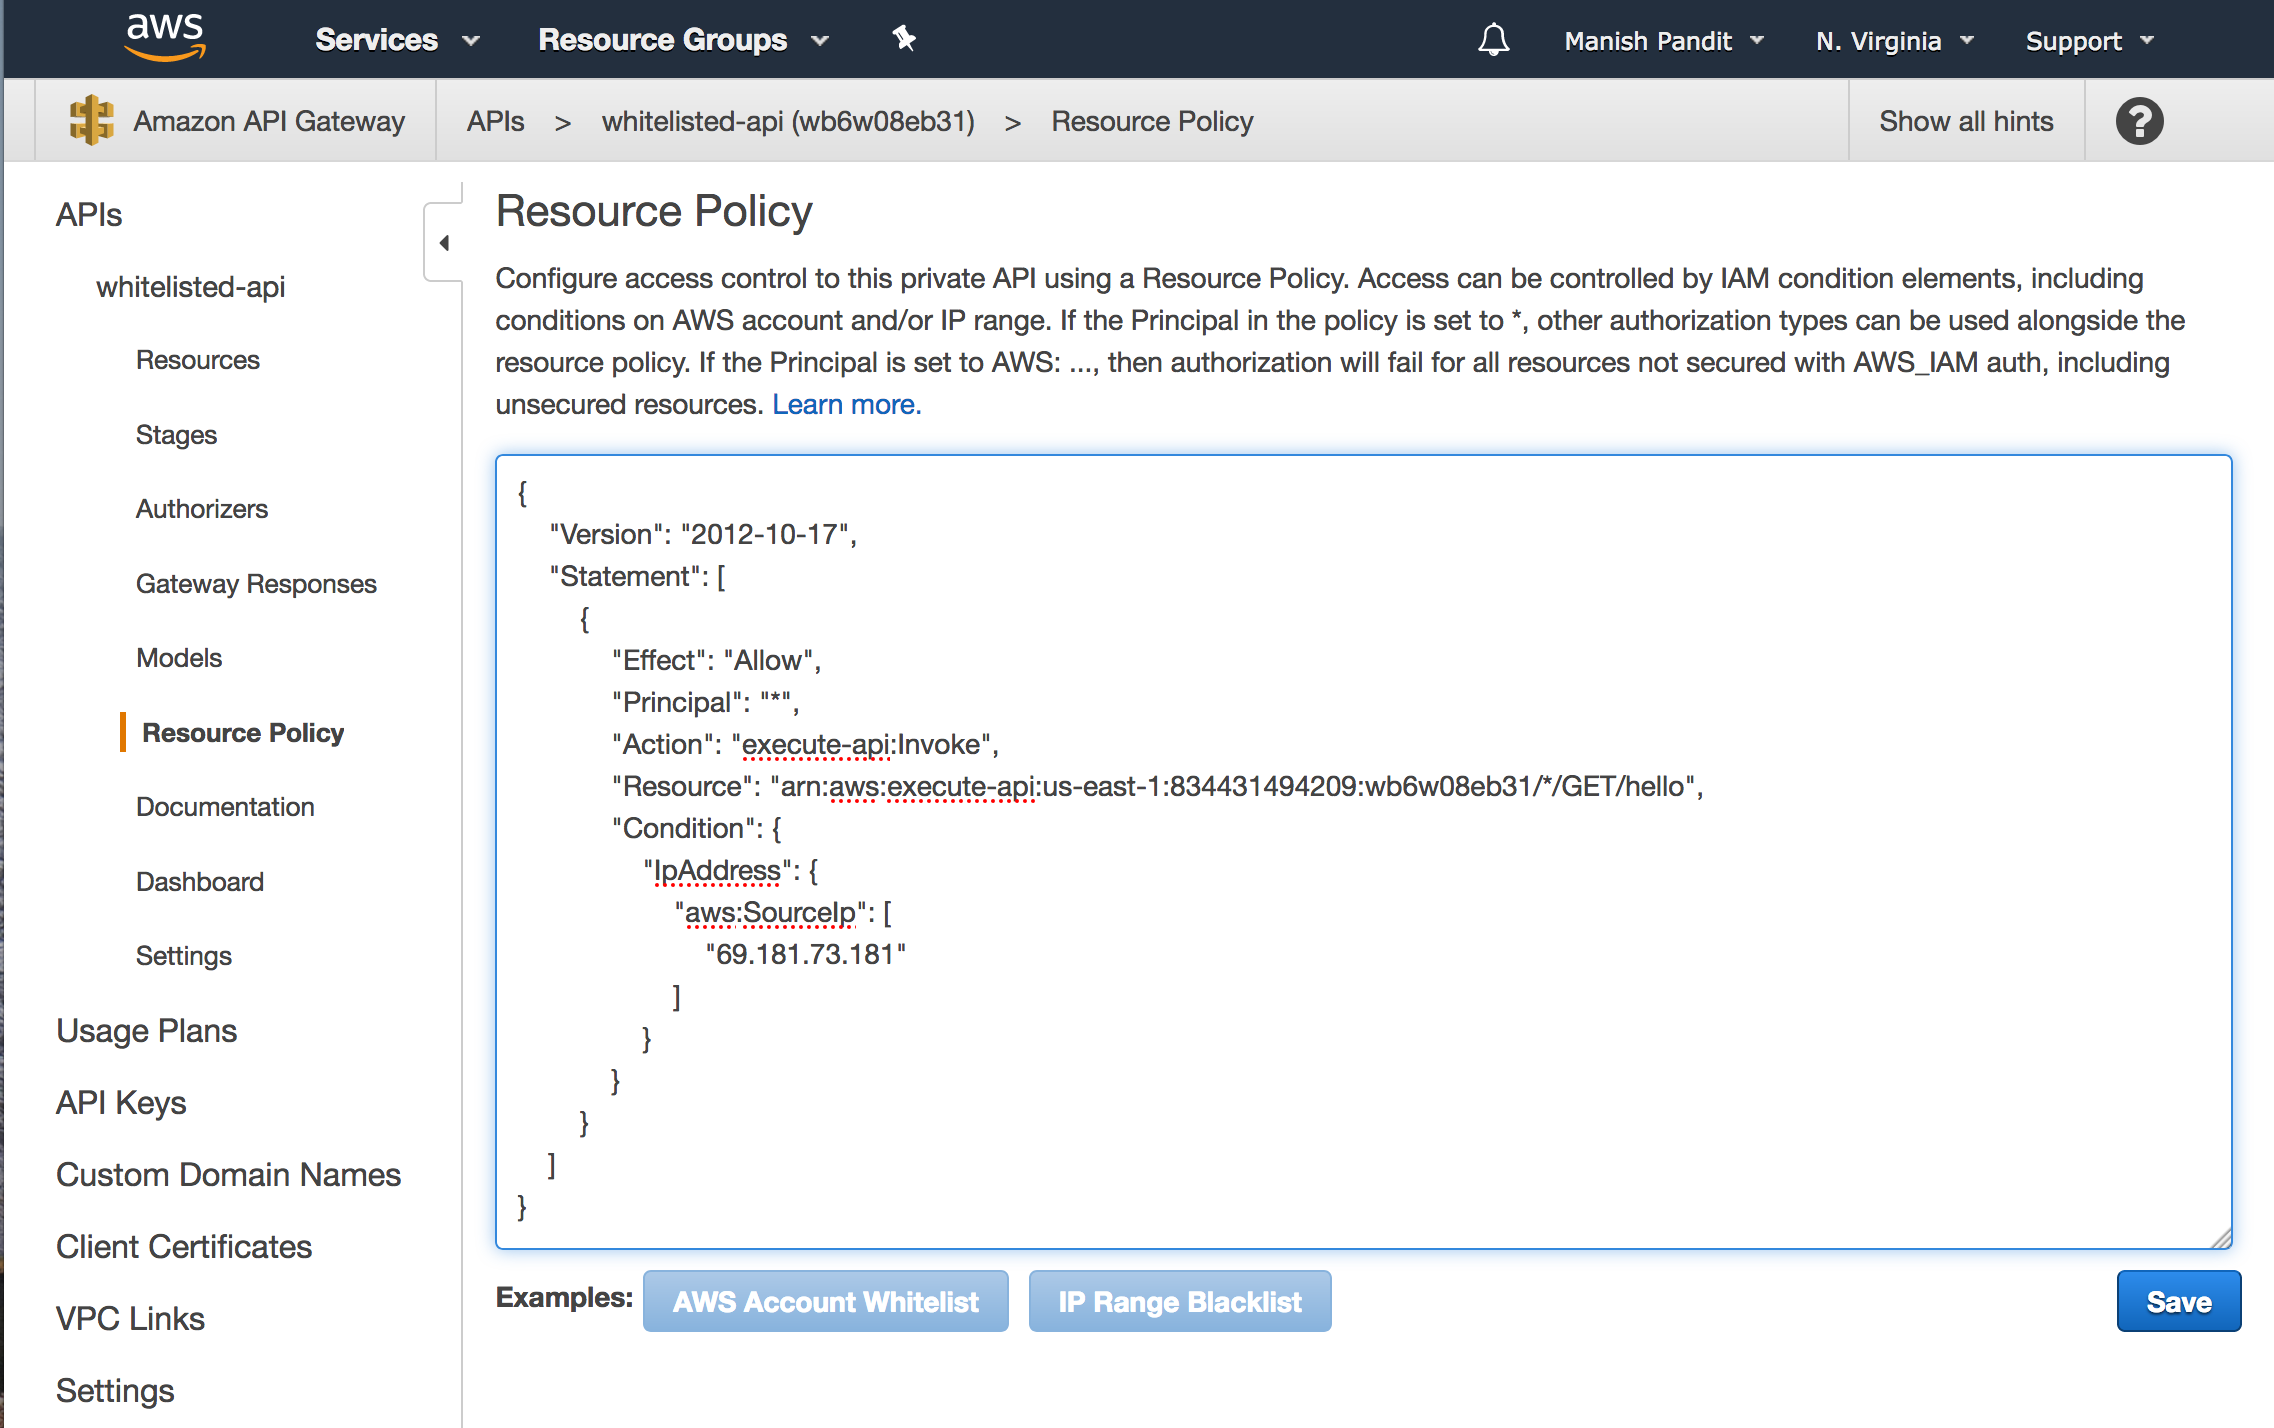 aws
Services
Resource Groups
Manish Pandit
N. Virginia
Support
Amazon API Gateway
APIs > whitelisted-api (wb6w08eb31) > Resource Policy
Show all hints
?
APIs
whitelisted-api
Resources
Stages
Authorizers
Gateway Responses
Models
Resource Policy
Documentation
Dashboard
Settings
Usage Plans
API Keys
Custom Domain Names
Client Certificates
VPC Links
Settings
Resource Policy
Configure access control to this private API using a Resource Policy. Access can be controlled by IAM condition elements, including
conditions on AWS account and/or IP range. If the Principal in the policy is set to *, other authorization types can be used alongside the
resource policy. If the Principal is set to AWS: ..., then authorization will fail for all resources not secured with AWS_IAM auth, including
unsecured resources. Learn more.
{
"Version": "2012-10-17",
"Statement": [
{
"Effect": "Allow",
"Principal": "*",
"Action": "execute-api:Invoke",
"Resource": "arn:aws:execute-api:us-east-1:834431494209:wb6w08eb31/*/GET/hello",
"Condition": {
"IpAddress": {
"aws:SourceIp": [
"69.181.73.181"
]
}
}
}
]
}
Examples:
AWS Account Whitelist
IP Range Blacklist
Save